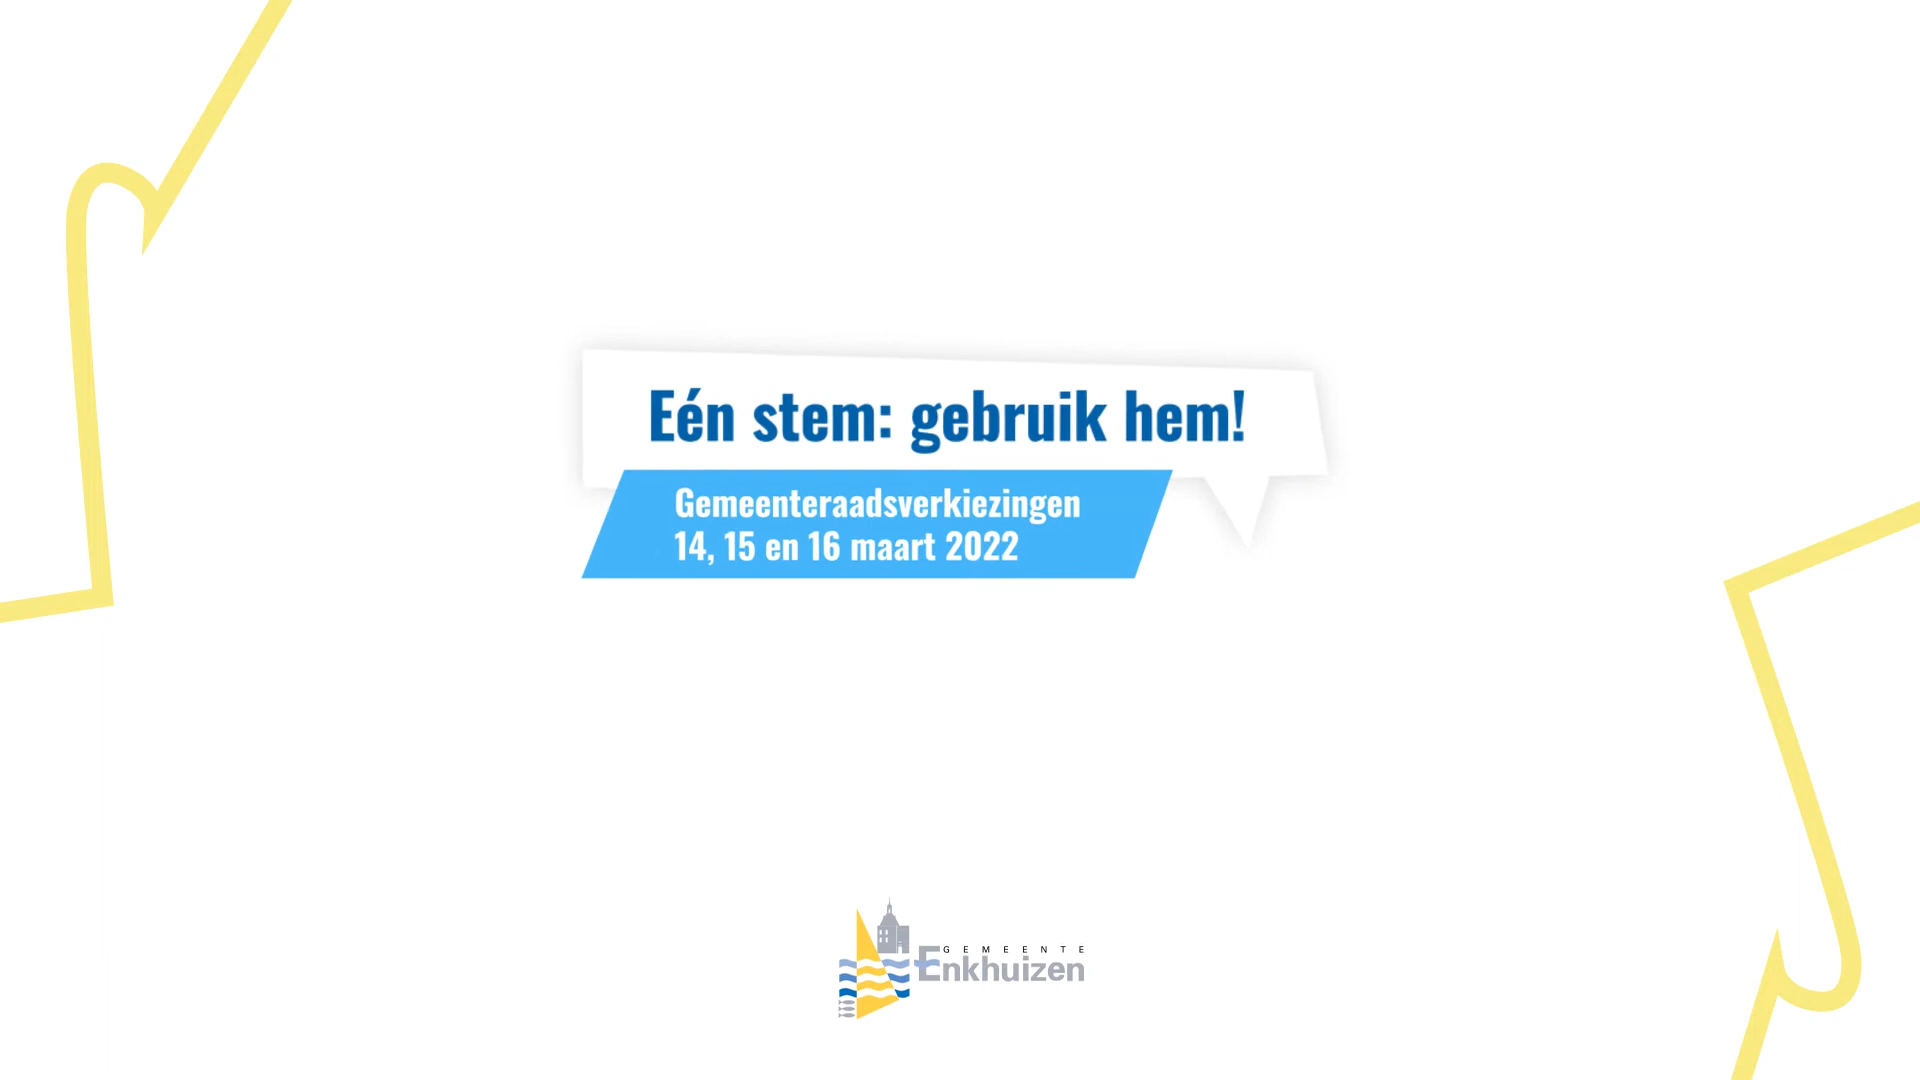 Eén stem: gebruik hem!
Gemeenteraadsverkiezingen
14, 15 en 16 maart 2022
GEMEENTE
Enkhuizen